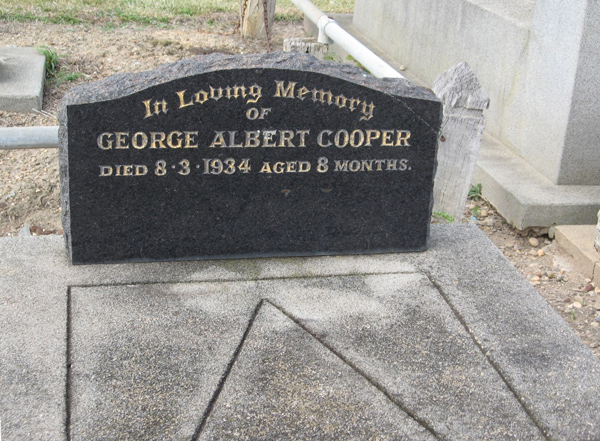 In Loving Memory
OF
GEORGE ALBERT COOPER
DIED 8·3·1934 AGED 8 MONTHS.